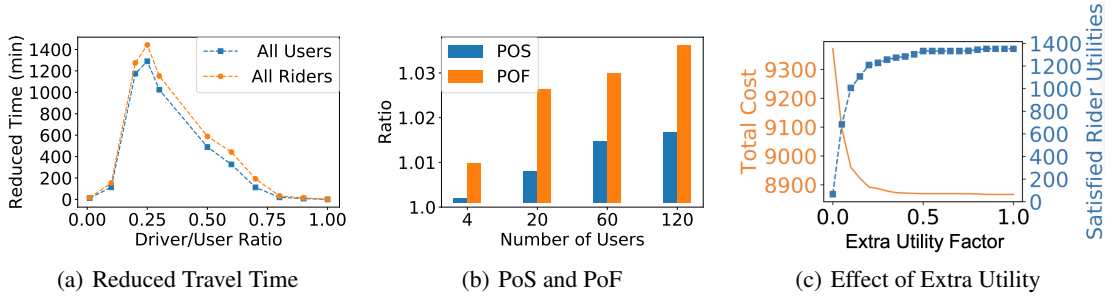 1400
1200
1000
800
600
400
200
0
Reduced Time (min)
All Users
All Riders
0.00
0.25
0.50
0.75
1.00
Driver/User Ratio
(a) Reduced Travel Time
1.03
1.02
1.01
1.0
Ratio
POS
POF
4
20
60
120
Number of Users
(b) PoS and PoF
9300
9200
9100
9000
8900
Total Cost
1400
1200
1000
800
600
400
200
0
Satisfied Rider Utilities
0.0
0.5
1.0
Extra Utility Factor
(c) Effect of Extra Utility